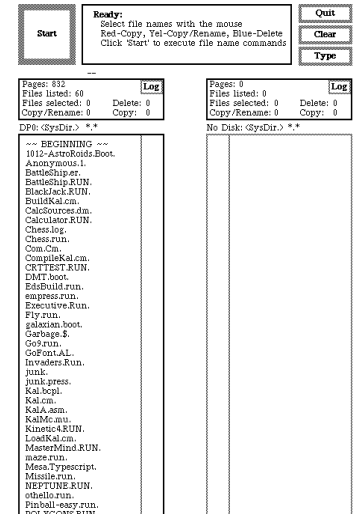 Start
Ready:
Select file names with the mouse
Red-Copy, Yel-Copy/Rename, Blue-Delete
Click 'Start' to execute file name commands
Quit
Clear
Type
Pages: 832
Files listed: 60
Files selected: 0 Delete: 0
Copy/Rename: 0 Copy: 0
Log
DP0: <SysDir.> *.*
Pages: 0
Files listed: 0
Files selected: 0 Delete: 0
Copy/Rename: 0 Copy: 0
Log
No Disk: <SysDir.> *.*
~~ BEGINNING ~~
1012-AstroRoids.Boot.
Anonymous.1.
BattleShip.er.
BattleShip.RUN.
BlackJack.RUN.
BuildKal.cm.
CalcSources.dm.
Calculator.RUN.
Chess.log.
Chess.run.
Com.Cm.
CompileKal.cm.
CRTTEST.RUN.
DMT.boot.
EdsBuild.run.
empress.run.
Executive.Run.
Fly.run.
galaxian.boot.
Garbage.$.
Go9.run.
GoFont.AL.
Invaders.Run.
junk.
junk.press.
Kal.bcpl.
Kal.cm.
KalA.asm.
KalMc.mu.
Kinetic4.RUN.
LoadKal.cm.
MasterMind.RUN.
maze.run.
Mesa.Typescript.
Missile.run.
NEPTUNE.RUN.
othello.run.
Pinball-easy.run.
POLYGONS.RUN.